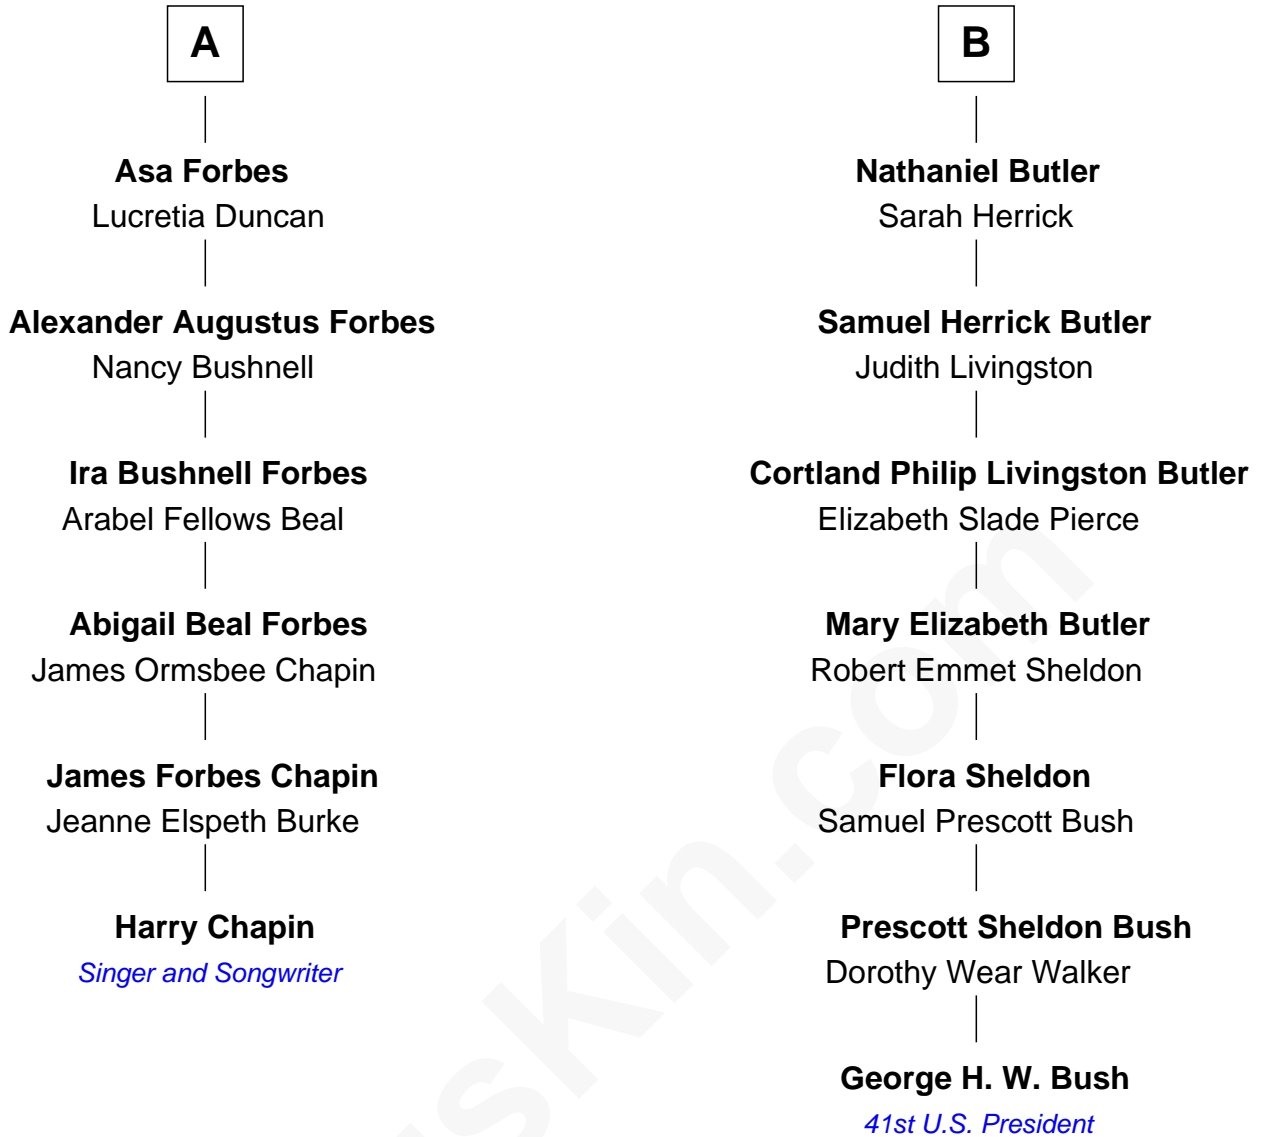 A
Asa Forbes
Lucretia Duncan
Alexander Augustus Forbes
Nancy Bushnell
Ira Bushnell Forbes
Arabel Fellows Beal
Abigail Beal Forbes
James Ormsbee Chapin
James Forbes Chapin
Jeanne Elspeth Burke
Harry Chapin
Singer and Songwriter
B
Nathaniel Butler
Sarah Herrick
Samuel Herrick Butler
Judith Livingston
Cortland Philip Livingston Butler
Elizabeth Slade Pierce
Mary Elizabeth Butler
Robert Emmet Sheldon
Flora Sheldon
Samuel Prescott Bush
Prescott Sheldon Bush
Dorothy Wear Walker
George H. W. Bush
41st U.S. President
sKin.com